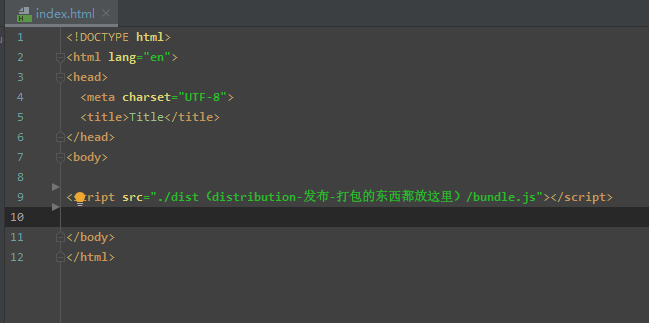 index.html
1 <!DOCTYPE html>
2 <html lang="en">
3 <head>
4 <meta charset="UTF-8">
5 <title>Title</title>
6 </head>
7 <body>
8
9 <script src="./dist（distribution-发布-打包的东西都放这里）/bundle.js"></script>
10
11 </body>
12 </html>